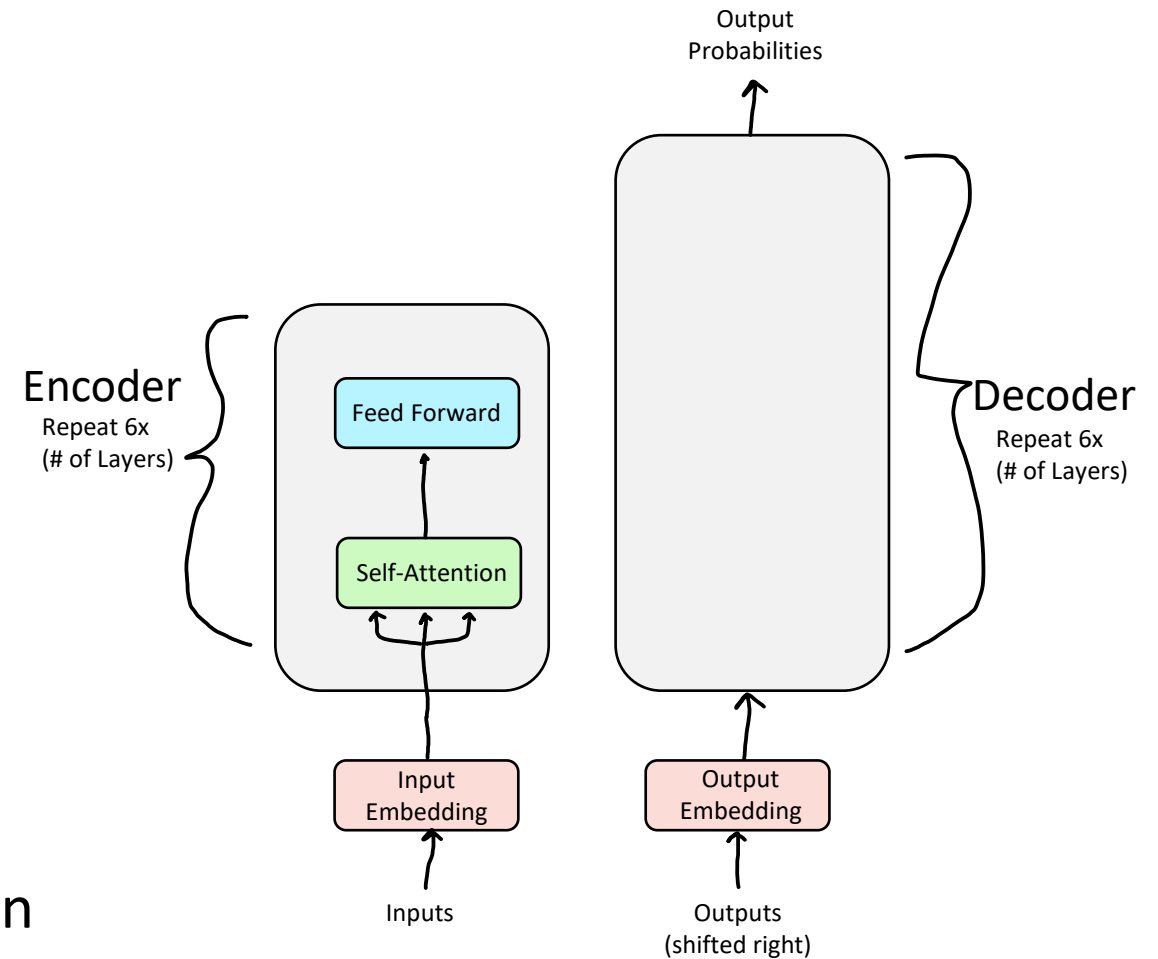 Output
Probabilities
Encoder
Repeat 6x
(# of Layers)
Feed Forward
Self-Attention
Input
Embedding
Inputs
Decoder
Repeat 6x
(# of Layers)
Output
Embedding
Outputs
(shifted right)
n